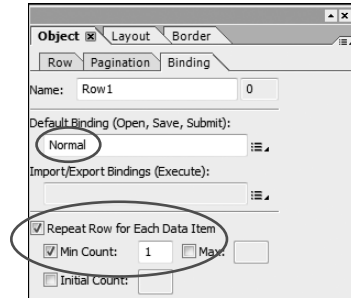 Object Layout Border
Row Pagination Binding
Name: Row1 0
Default Binding (Open, Save, Submit):
Normal
Import/Export Bindings (Execute):
Repeat Row for Each Data Item
Min Count: 1 Max:
Initial Count: